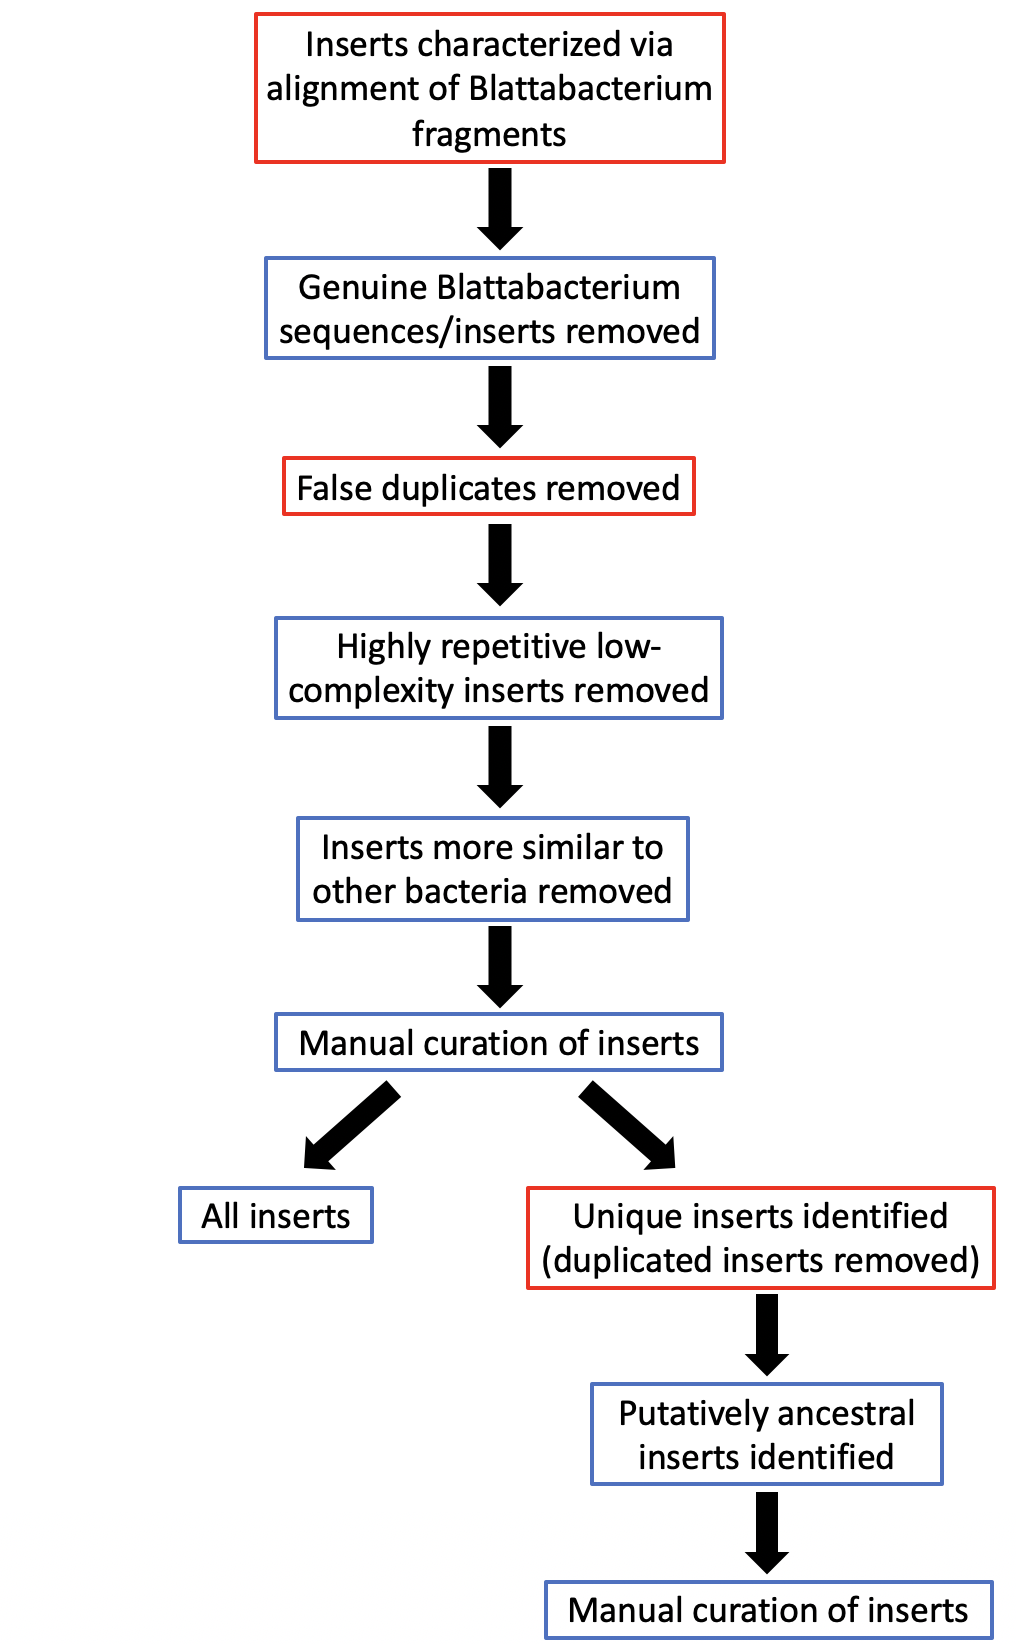 Inserts characterized via
alignment of Blattabacterium
fragments
Genuine Blattabacterium
sequences/inserts removed
False duplicates removed
Highly repetitive low-
complexity inserts removed
Inserts more similar to
other bacteria removed
Manual curation of inserts
All inserts
Unique inserts identified
(duplicated inserts removed)
Putatively ancestral
inserts identified
Manual curation of inserts